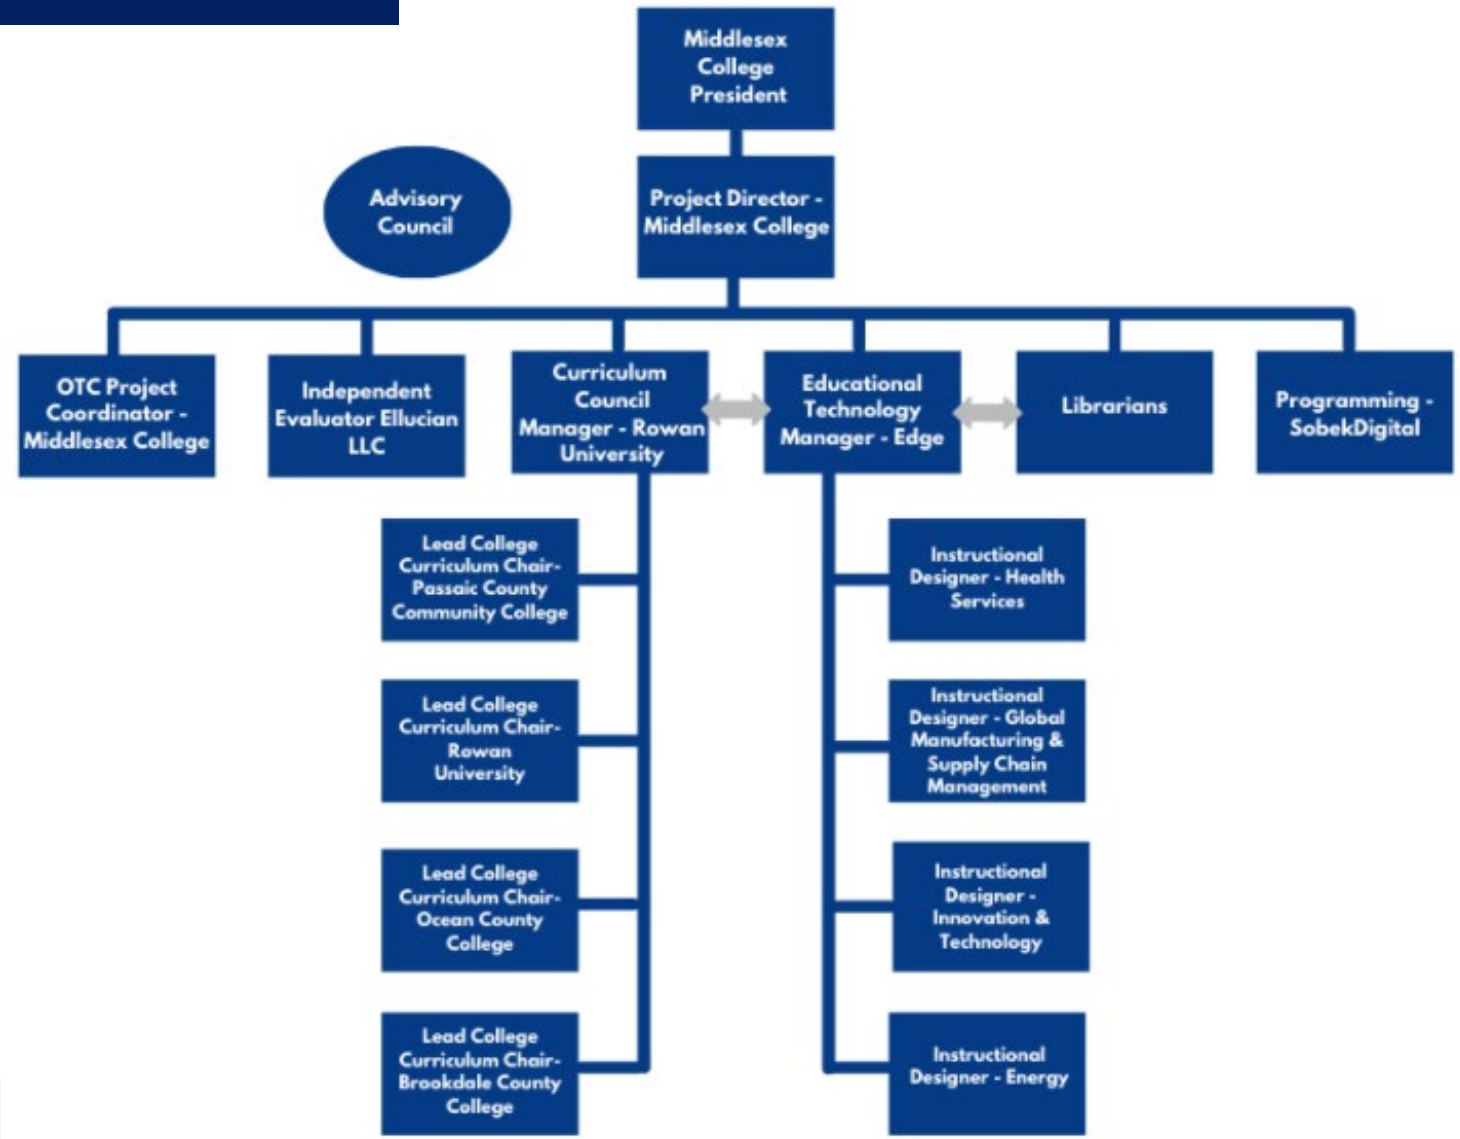 Middlesex
College
President
Advisory
Council
Project Director -
Middlesex College
OTC Project
Coordinator -
Middlesex College
Independent
Evaluator Ellucian
LLC
Curriculum
Council
Manager - Rowan
University
Educational
Technology
Manager - Edge
Librarians
Programming -
SobekDigital
Lead College
Curriculum Chair-
Passaic County
Community College
Lead College
Curriculum Chair-
Rowan
University
Lead College
Curriculum Chair-
Ocean County
College
Lead College
Curriculum Chair-
Brookdale County
College
Instructional
Designer - Health
Services
Instructional
Designer - Global
Manufacturing &
Supply Chain
Management
Instructional
Designer -
Innovation &
Technology
Instructional
Designer - Energy